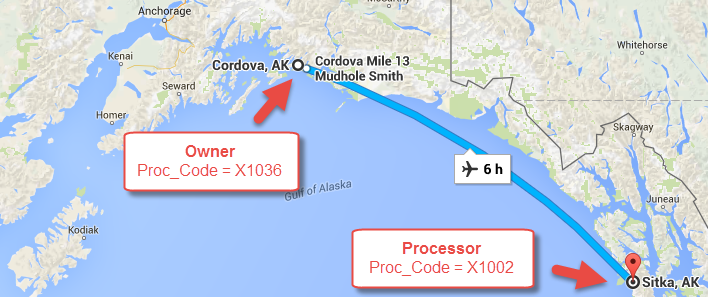 Anchorage
McCarthy
Whitehorse
Kenai
Cordova, AK
Cordova Mile 13
Mudhole Smith
Seward
Homer
Skagway
Owner
Proc_Code = X1036
6 h
Gulf of Alaska
Kodiak
Processor
Proc_Code = X1002
Sitka, AK